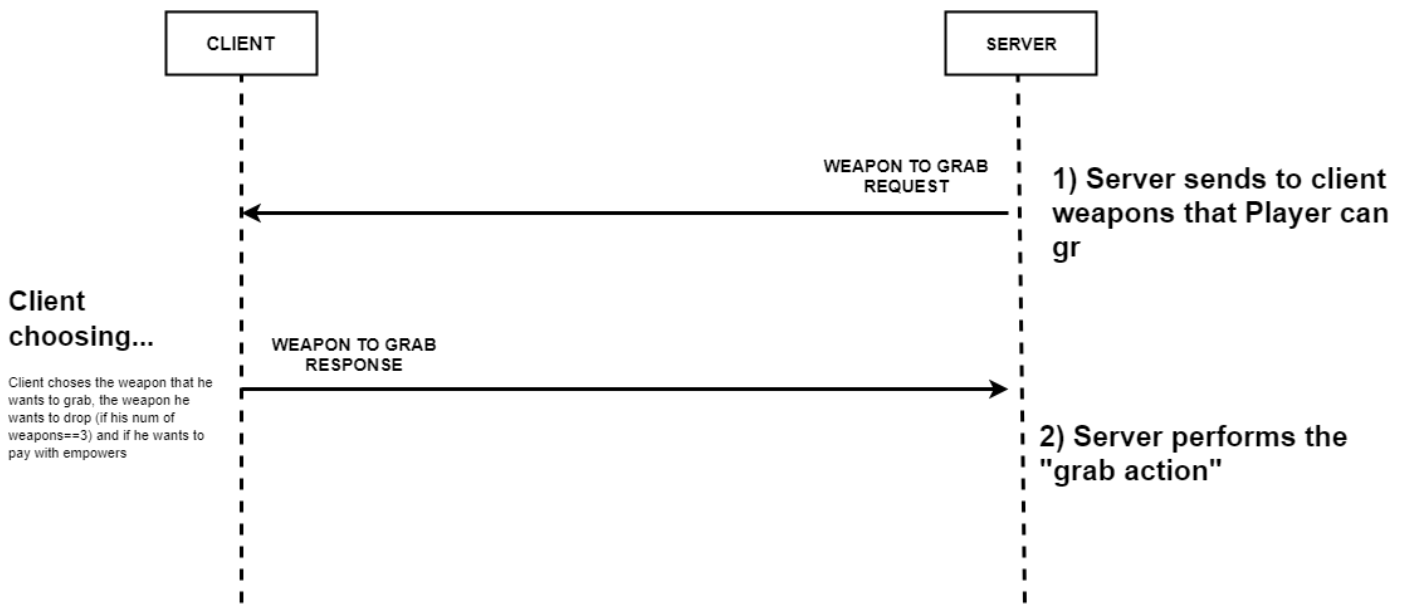 CLIENT
SERVER
WEAPON TO GRAB
REQUEST
1) Server sends to client
weapons that Player can
gr
Client
choosing...
Client choses the weapon that he
wants to grab, the weapon he
wants to drop (if his num of
weapons==3) and if he wants to
pay with empowers
WEAPON TO GRAB
RESPONSE
2) Server performs the
"grab action"